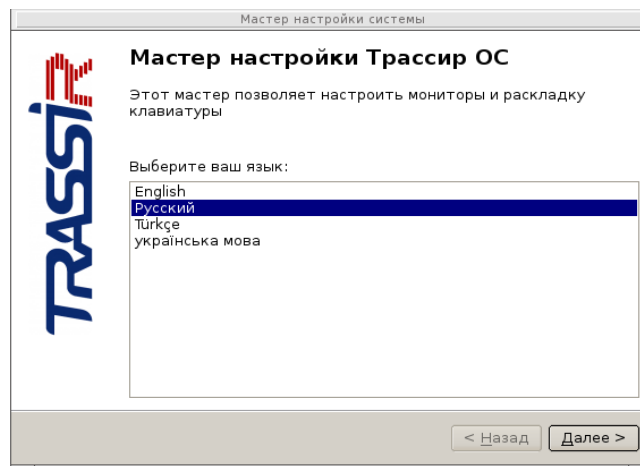 Мастер настройки системы
TRASSIR
Мастер настройки Трассир ОС
Этот мастер позволяет настроить мониторы и раскладку
клавиатуры
Выберите ваш язык:
English
Русский
Türkçe
українська мова
< Назад
Далее >